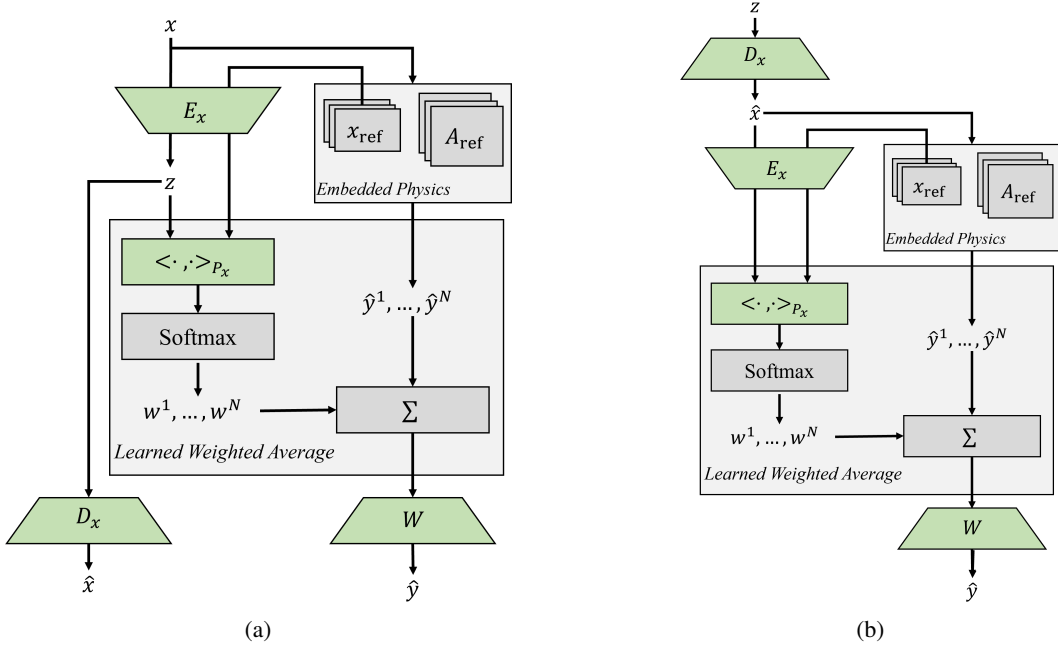 x
E_x
x_ref
A_ref
Embedded Physics
z
<·,·>_{P_x}
ŷ^1, …, ŷ^N
Softmax
w^1, …, w^N
Σ
Learned Weighted Average
D_x
W
x̂
ŷ
(a)
z
D_x
x̂
E_x
x_ref
A_ref
Embedded Physics
<·,·>_{P_x}
ŷ^1, …, ŷ^N
Softmax
w^1, …, w^N
Σ
Learned Weighted Average
W
ŷ
(b)